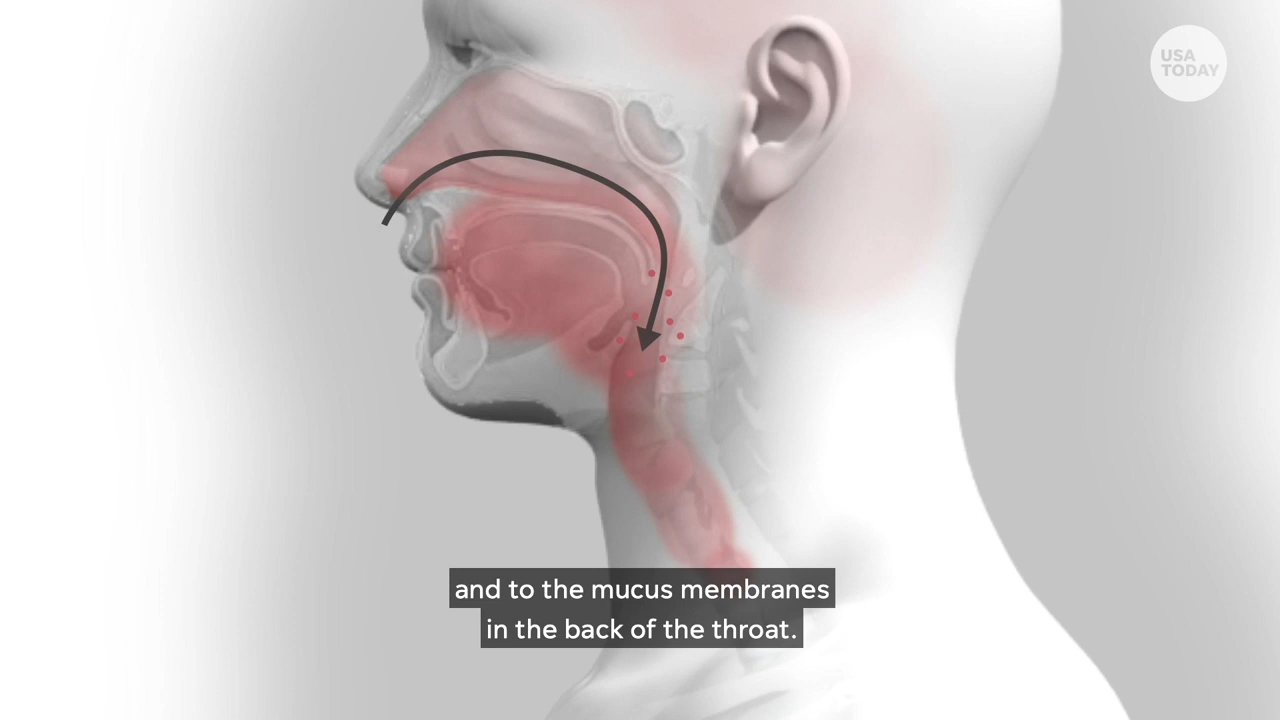 USA
TODAY
and to the mucus membranes
in the back of the throat.